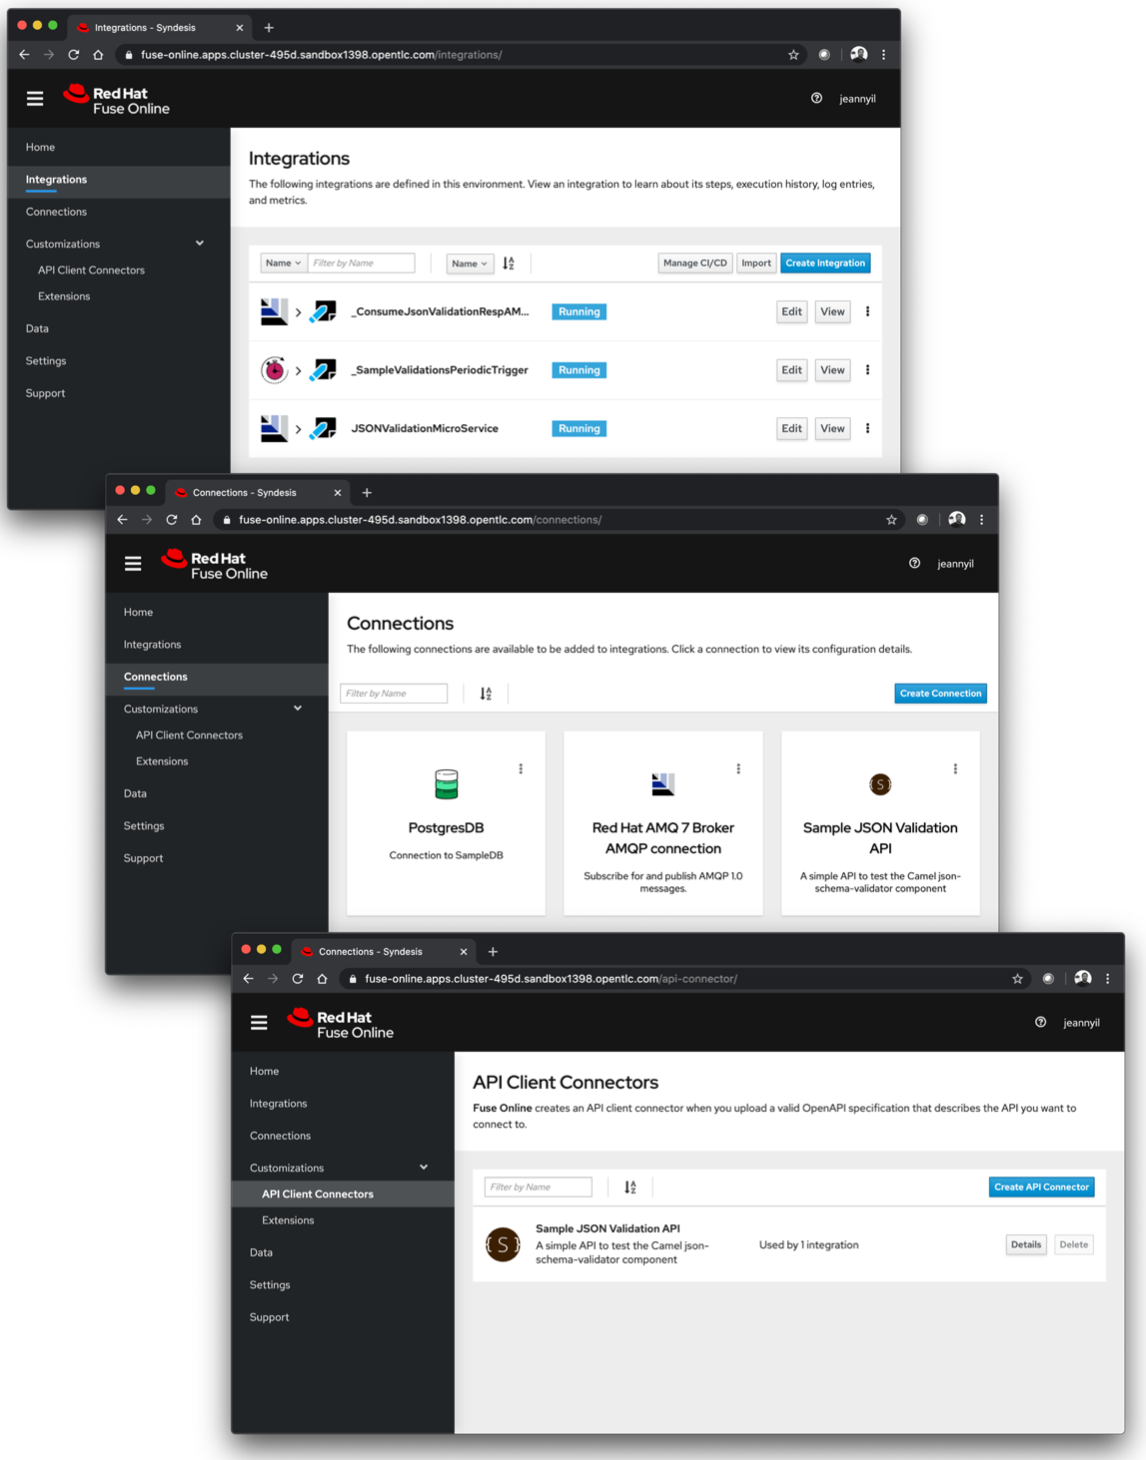 Integrations - Syndesis
fuse-online.apps.cluster-495d.sandbox1398.opentlc.com/integrations/
Red Hat
Fuse Online
jeannyil
Home
Integrations
Connections
Customizations
API Client Connectors
Extensions
Data
Settings
Support
Integrations
The following integrations are defined in this environment. View an integration to learn about its steps, execution history, log entries,
and metrics.
Name Filter by Name Name Manage CI/CD Import Create Integration
_ConsumeJsonValidationRespAM... Running Edit View
_SampleValidationsPeriodicTrigger Running Edit View
JSONValidationMicroService Running Edit View
Connections - Syndesis
fuse-online.apps.cluster-495d.sandbox1398.opentlc.com/connections/
Red Hat
Fuse Online
jeannyil
Home
Integrations
Connections
Customizations
API Client Connectors
Extensions
Data
Settings
Support
Connections
The following connections are available to be added to integrations. Click a connection to view its configuration details.
Filter by Name Create Connection
PostgresDB
Connection to SampleDB
Red Hat AMQ 7 Broker
AMQP connection
Subscribe for and publish AMQP 1.0
messages.
{S}
Sample JSON Validation
API
A simple API to test the Camel json-
schema-validator component
Connections - Syndesis
fuse-online.apps.cluster-495d.sandbox1398.opentlc.com/api-connector/
Red Hat
Fuse Online
jeannyil
Home
Integrations
Connections
Customizations
API Client Connectors
Extensions
Data
Settings
Support
API Client Connectors
Fuse Online creates an API client connector when you upload a valid OpenAPI specification that describes the API you want to
connect to.
Filter by Name Create API Connector
{S}
Sample JSON Validation API
A simple API to test the Camel json-
schema-validator component
Used by 1 integration
Details Delete